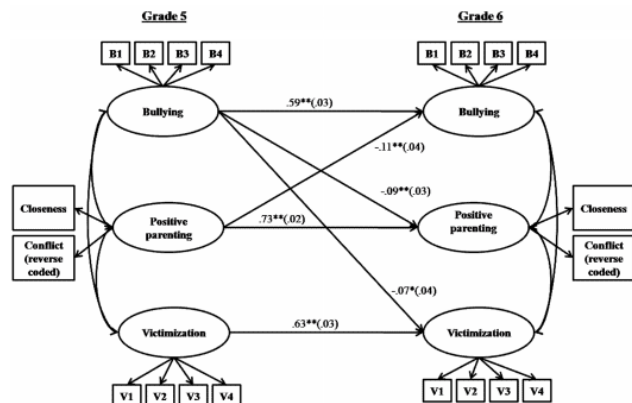 Grade 5 Grade 6
B1 B2 B3 B4 B1 B2 B3 B4
Bullying .59**(.03) Bullying
-.11**(.04)
-.09**(.03)
Closeness Positive parenting .73**(.02) Positive parenting Closeness
Conflict (reverse coded) Conflict (reverse coded)
-.07*(.04)
Victimization .63**(.03) Victimization
V1 V2 V3 V4 V1 V2 V3 V4